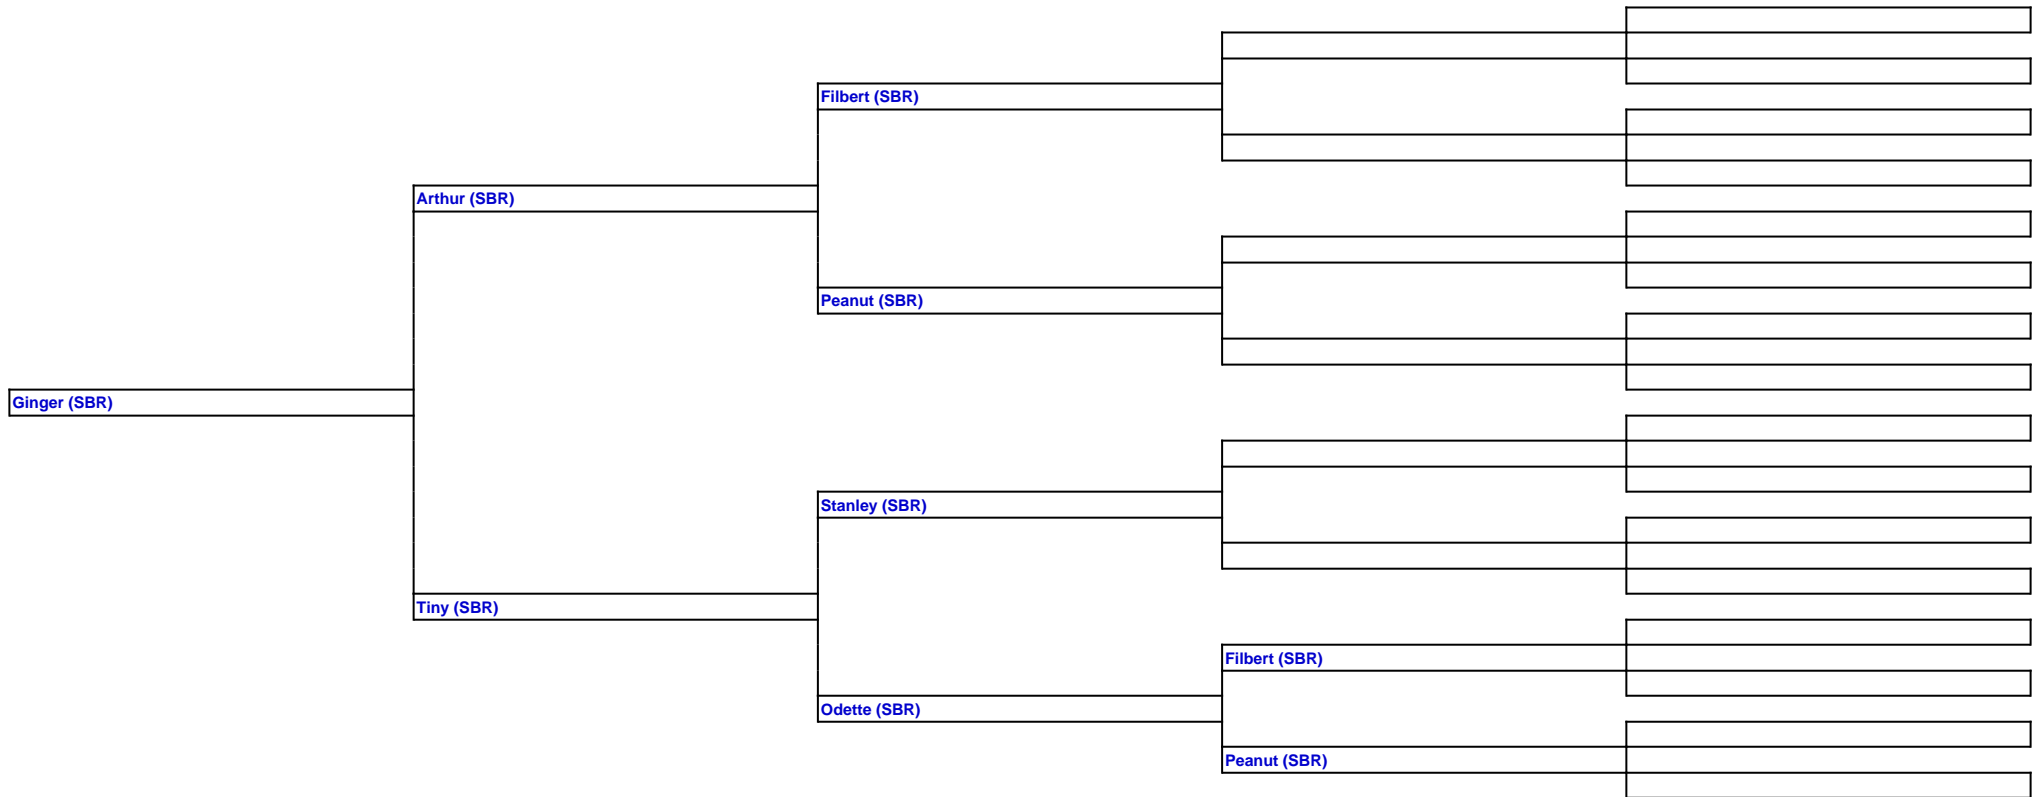 Filbert (SBR)
Arthur (SBR)
Peanut (SBR)
Ginger (SBR)
Stanley (SBR)
Tiny (SBR)
Filbert (SBR)
Odette (SBR)
Peanut (SBR)